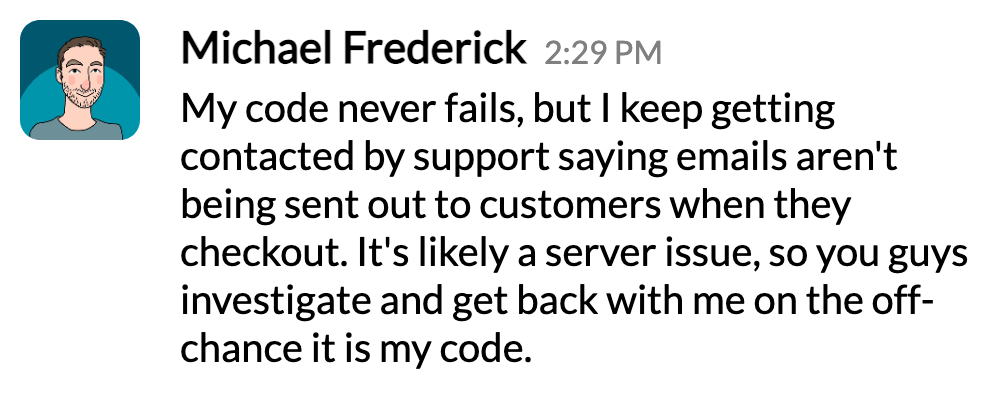 Michael Frederick 2:29 PM
My code never fails, but I keep getting
contacted by support saying emails aren't
being sent out to customers when they
checkout. It's likely a server issue, so you guys
investigate and get back with me on the off-
chance it is my code.